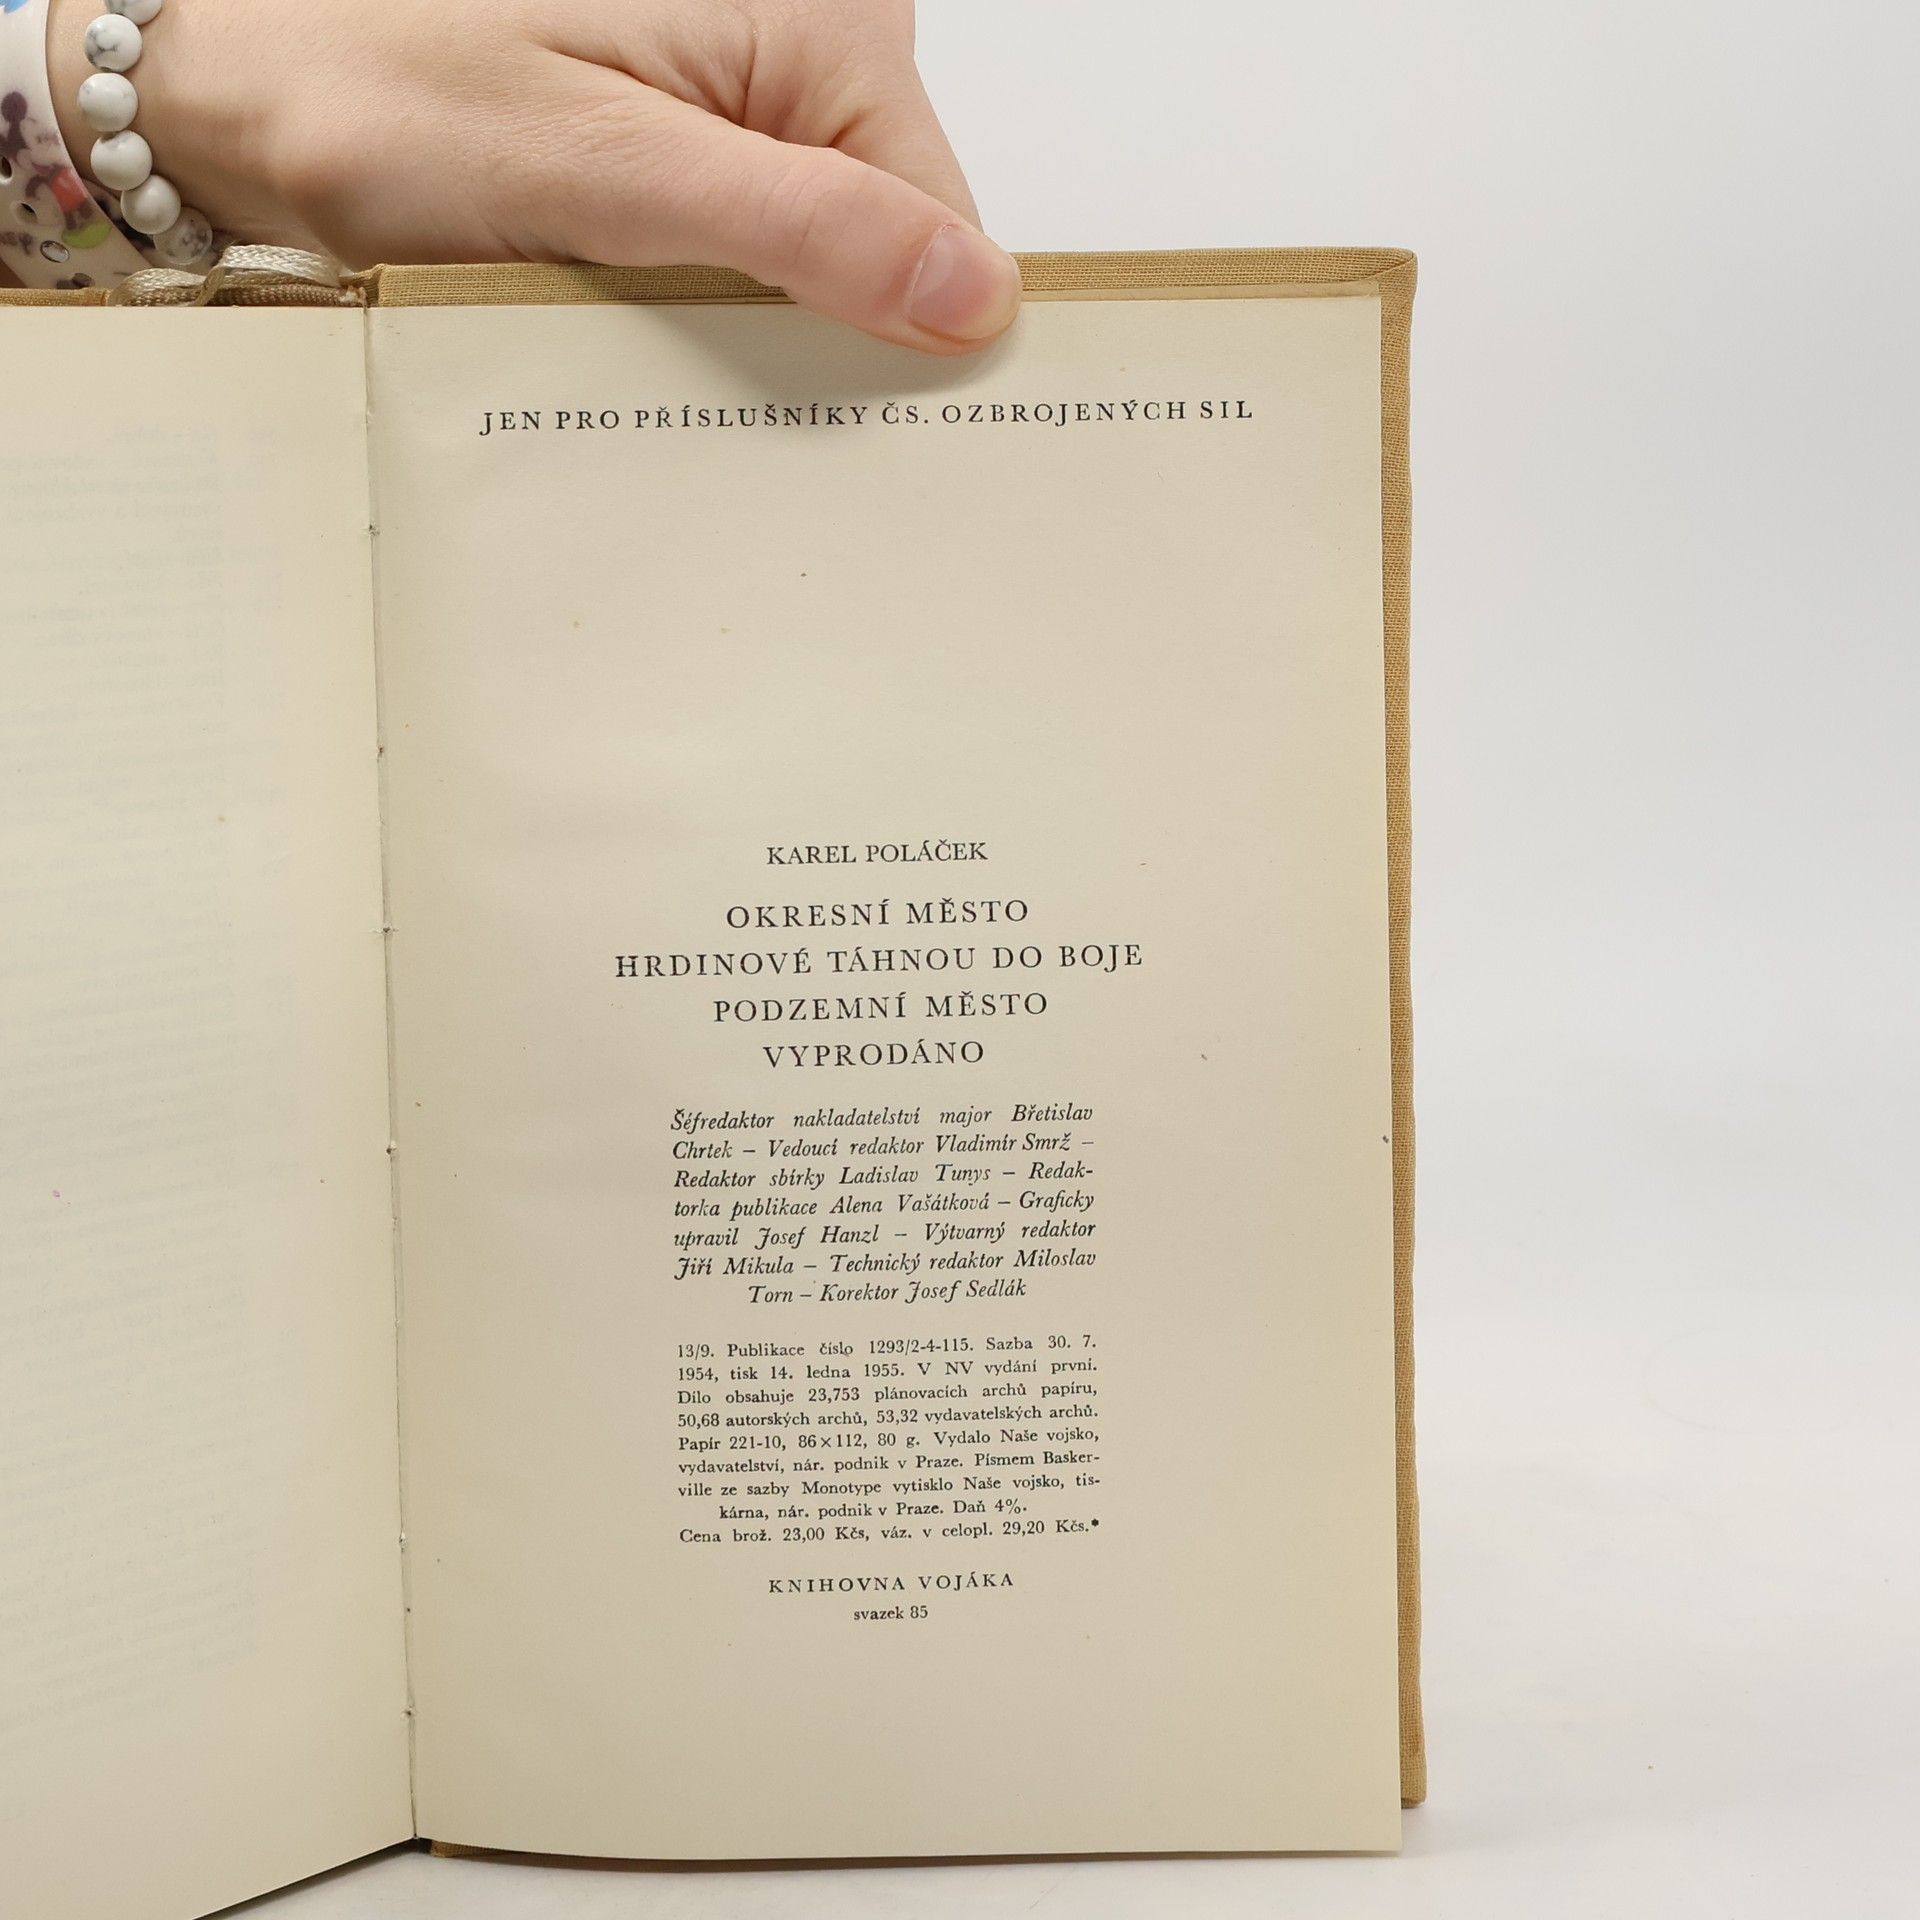 JEN PRO PŘÍSLUŠNÍKY ČS. OZBROJENÝCH SIL
KAREL POLÁČEK
OKRESNÍ MĚSTO
HRDINOVÉ TÁHNOU DO BOJE
PODZEMNÍ MĚSTO
VYPRODÁNO
Šéfredaktor nakladatelství major Břetislav
Chrtek – Vedoucí redaktor Vladimír Smrž –
Redaktor sbírky Ladislav Tunys – Redak-
torka publikace Alena Vašátková – Graficky
upravil Josef Hanzl – Výtvarný redaktor
Jiří Mikula – Technický redaktor Miloslav
Torn – Korektor Josef Sedlák
13/9. Publikace číslo 1293/2-4-115. Sazba 30. 7.
1954, tisk 14. ledna 1955. V NV vydání první.
Dílo obsahuje 23,753 plánovacích archů papíru,
50,68 autorských archů, 53,32 vydavatelských archů.
Papír 221-10, 86×112, 80 g. Vydalo Naše vojsko,
vydavatelství, nár. podnik v Praze. Písmem Basker-
ville ze sazby Monotype vytisklo Naše vojsko, tis-
kárna, nár. podnik v Praze. Daň 4%.
Cena brož. 23,00 Kčs, váz. v celopl. 29,20 Kčs.*
KNIHOVNA VOJÁKA
svazek 85